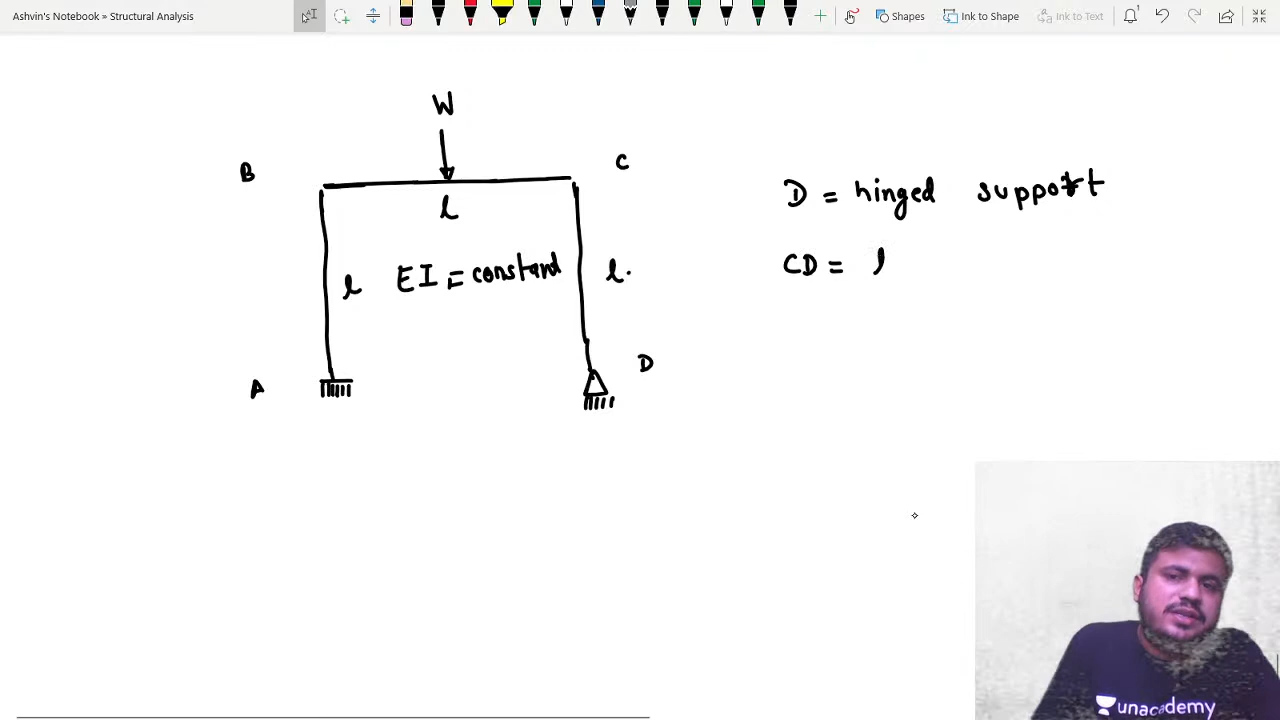 Ashvin's Notebook » Structural Analysis
Shapes
Ink to Shape
Ink to Text
W
B
C
l
D = hinged support
l
EI = constant
l.
CD = l
A
D
unacademy